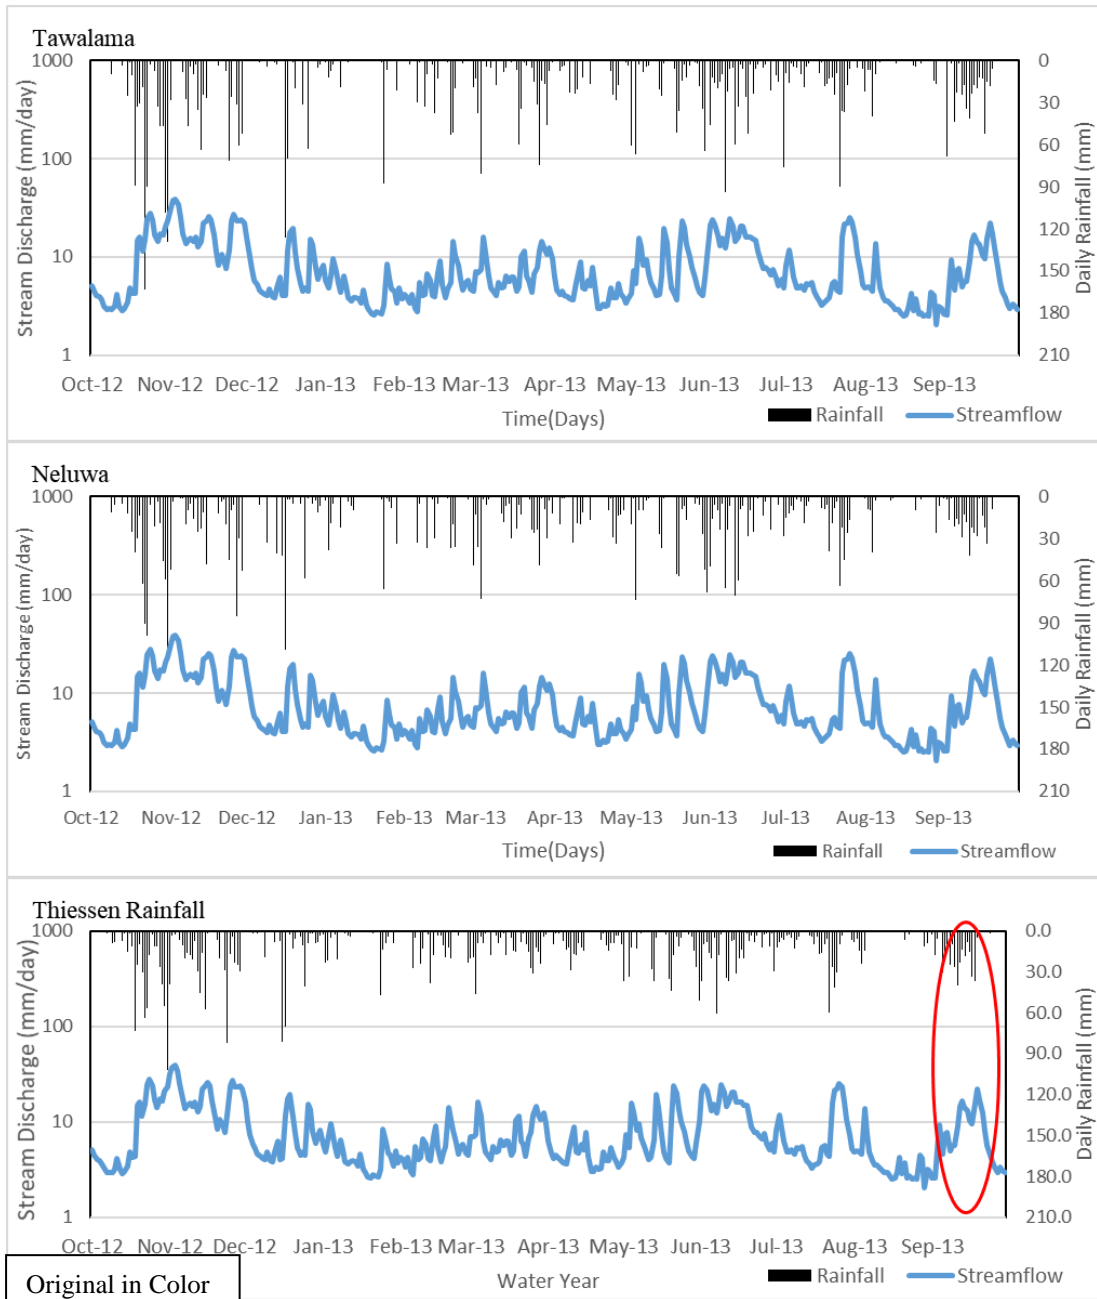 Tawalama
1000
100
10
1
Stream Discharge (mm/day)
0
30
60
90
120
150
180
210
Daily Rainfall (mm)
Oct-12 Nov-12 Dec-12 Jan-13 Feb-13 Mar-13 Apr-13 May-13 Jun-13 Jul-13 Aug-13 Sep-13
Time(Days)
Rainfall Streamflow
Neluwa
1000
100
10
1
Stream Discharge (mm/day)
0
30
60
90
120
150
180
210
Daily Rainfall (mm)
Oct-12 Nov-12 Dec-12 Jan-13 Feb-13 Mar-13 Apr-13 May-13 Jun-13 Jul-13 Aug-13 Sep-13
Time(Days)
Rainfall Streamflow
Thiessen Rainfall
1000
100
10
1
Stream Discharge (mm/day)
0.0
30.0
60.0
90.0
120.0
150.0
180.0
210.0
Daily Rainfall (mm)
Oct-12 Nov-12 Dec-12 Jan-13 Feb-13 Mar-13 Apr-13 May-13 Jun-13 Jul-13 Aug-13 Sep-13
Water Year
Rainfall Streamflow
Original in Color